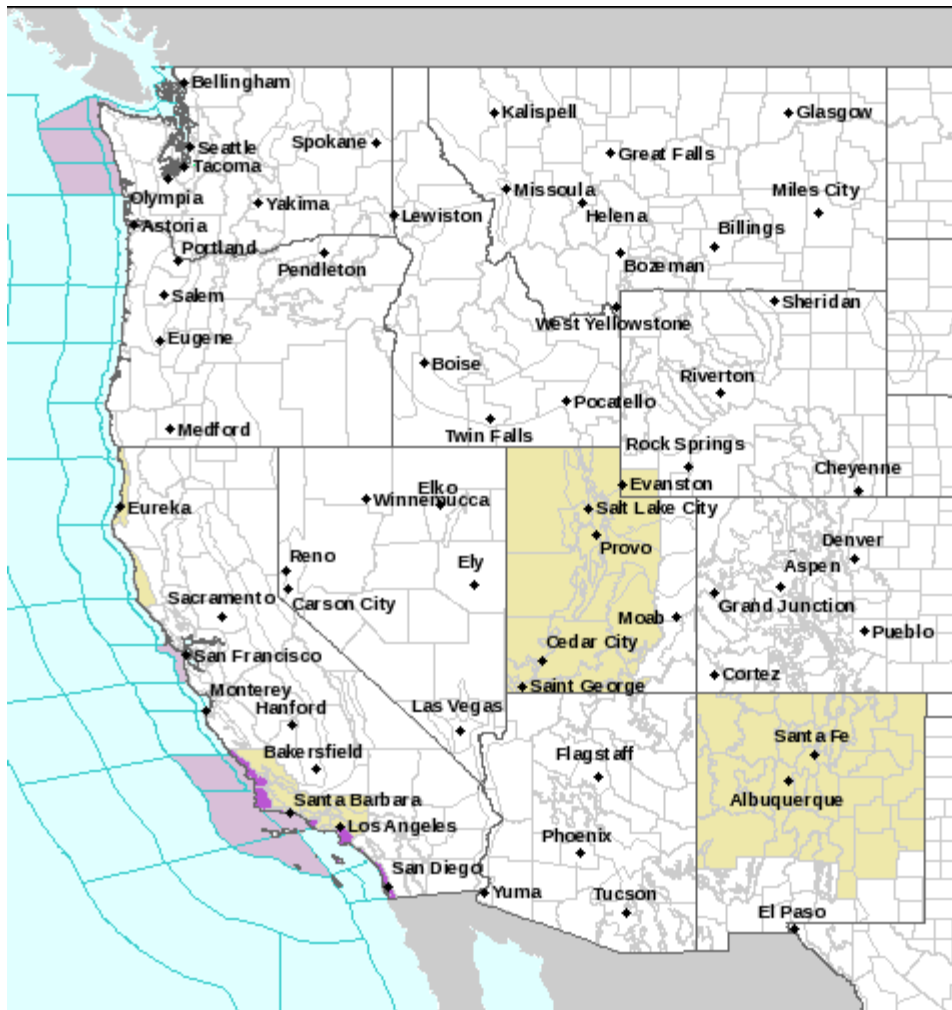 Bellingham
Kalispell
Glasgow
Seattle
Spokane
Great Falls
Tacoma
Olympia
Yakima
Lewiston
Missoula
Helena
Miles City
Astoria
Billings
Portland
Pendleton
Bozeman
Salem
Sheridan
West Yellowstone
Eugene
Boise
Riverton
Pocatello
Medford
Twin Falls
Rock Springs
Cheyenne
Elko
Evanston
Winnemucca
Eureka
Salt Lake City
Provo
Denver
Reno
Ely
Aspen
Sacramento
Carson City
Grand Junction
Moab
Pueblo
San Francisco
Cedar City
Cortez
Monterey
Saint George
Hanford
Las Vegas
Santa Fe
Bakersfield
Flagstaff
Albuquerque
Santa Barbara
Los Angeles
Phoenix
San Diego
Yuma
Tucson
El Paso